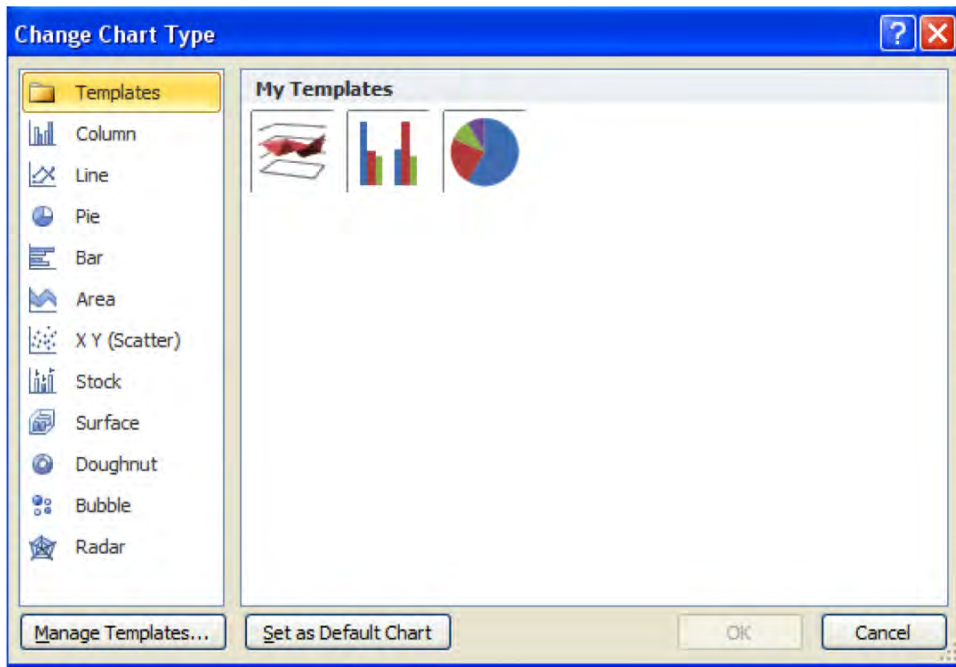 Change Chart Type
?
Templates
Column
Line
Pie
Bar
Area
X Y (Scatter)
Stock
Surface
Doughnut
Bubble
Radar
My Templates
Manage Templates...
Set as Default Chart
OK
Cancel